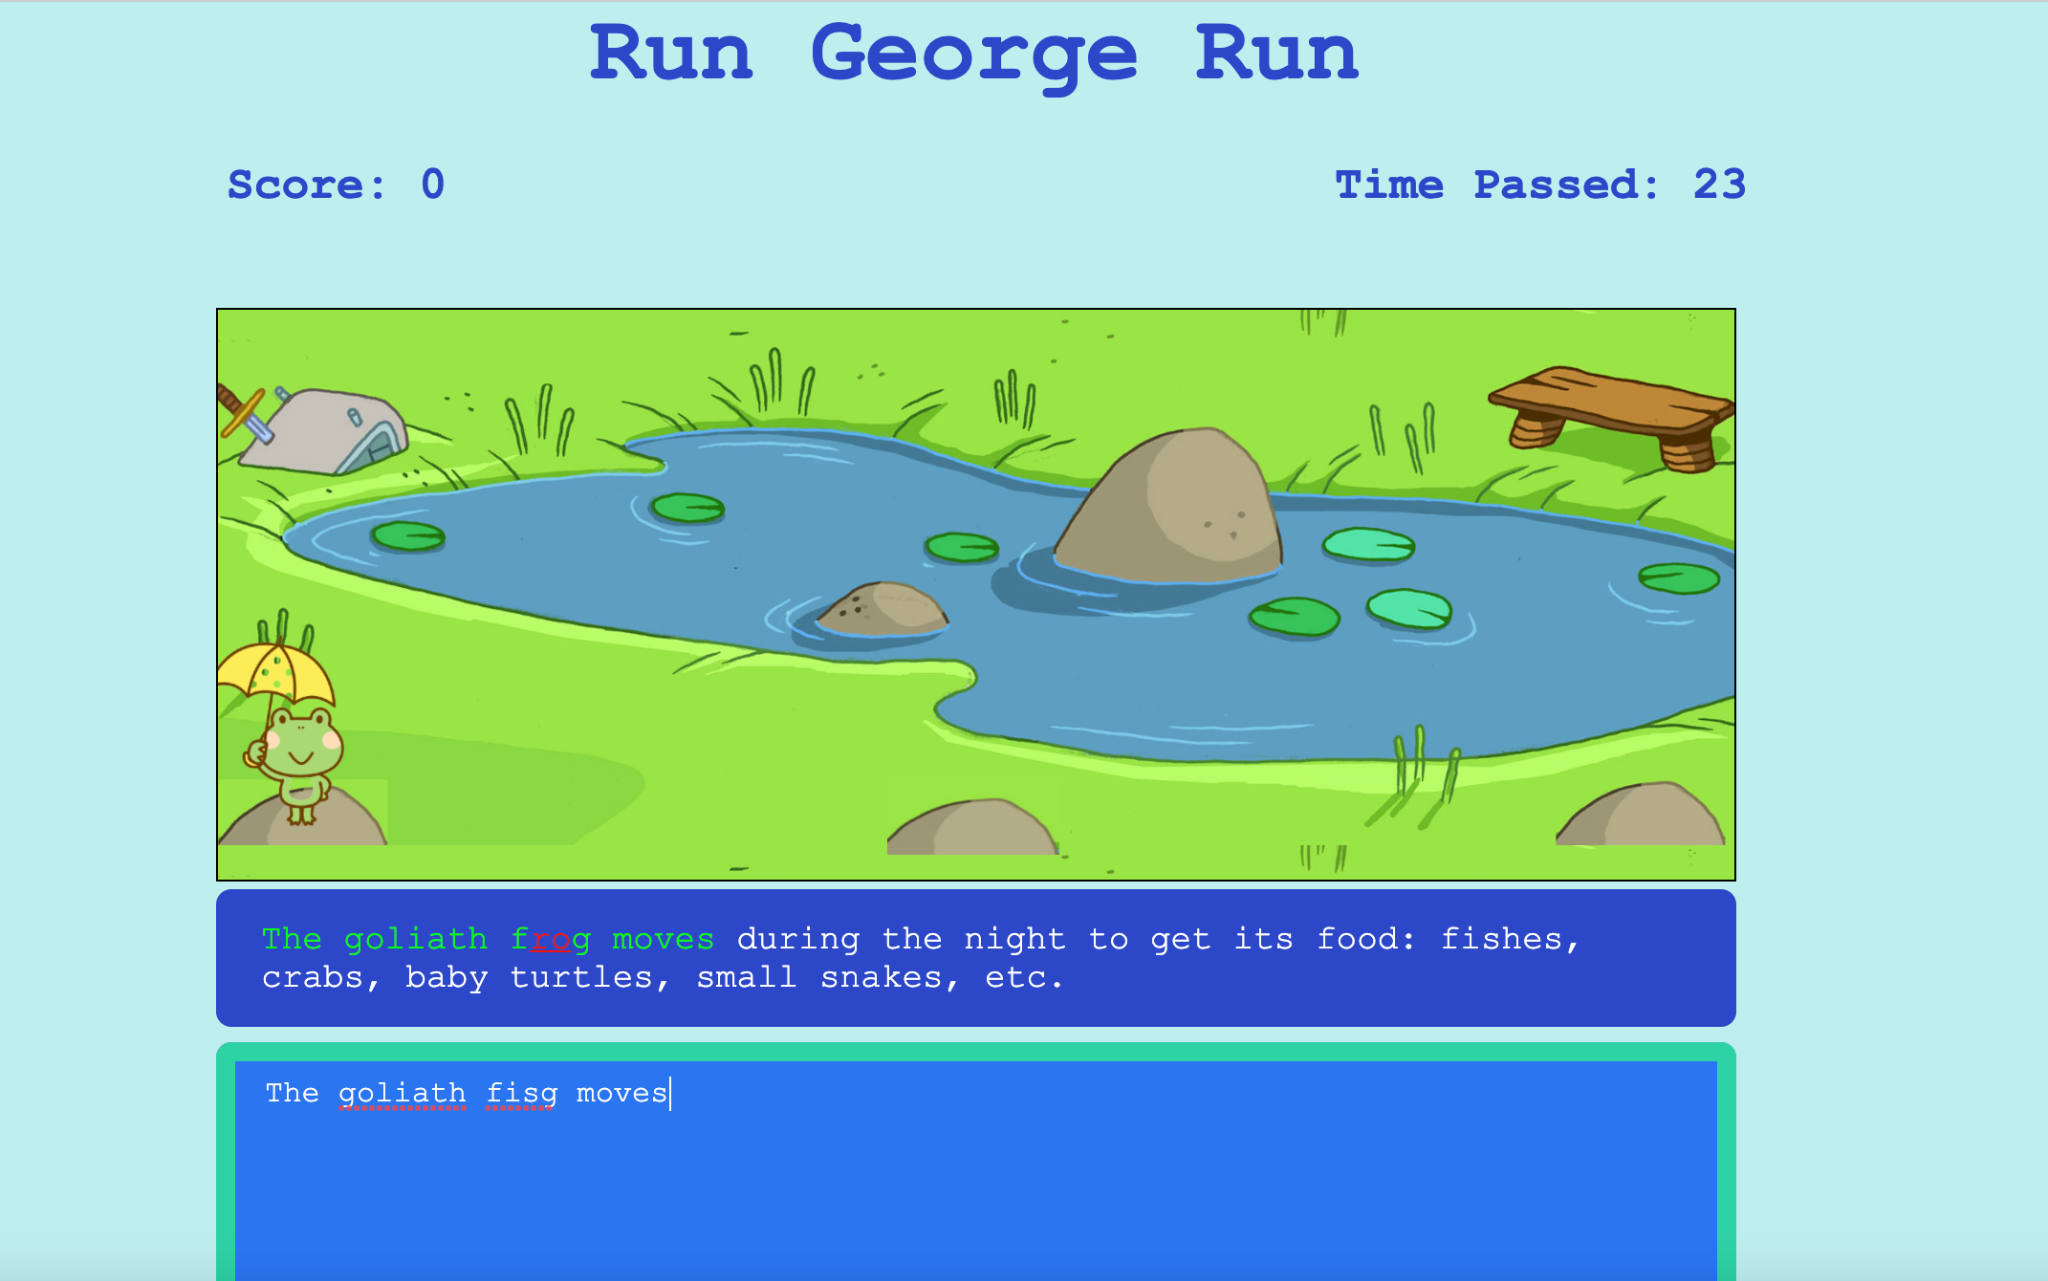 Run George Run
Score: 0
Time Passed: 23
The goliath frog moves during the night to get its food: fishes,
crabs, baby turtles, small snakes, etc.
The goliath fisg moves